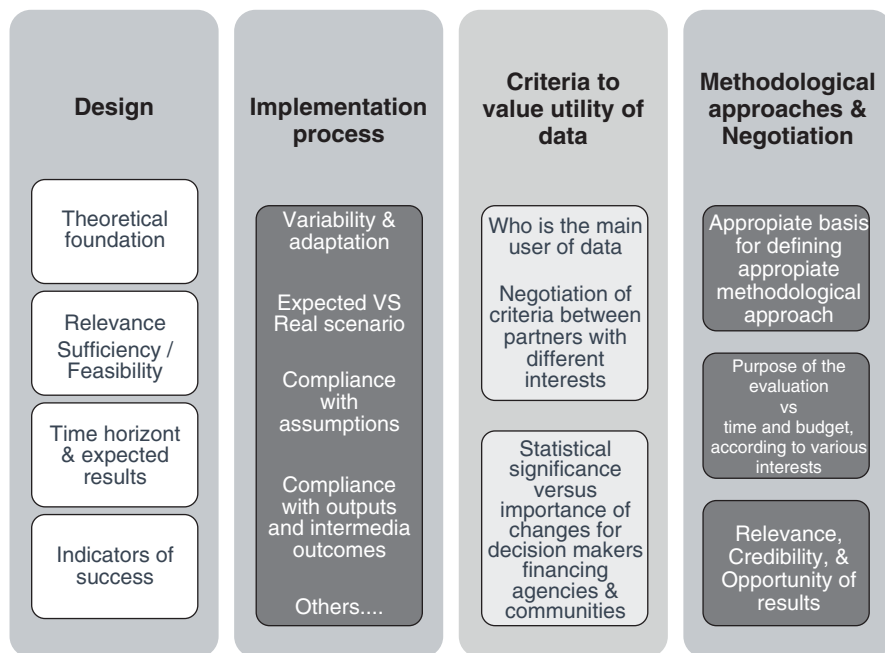 Design
Theoretical
foundation
Relevance
Sufficiency /
Feasibility
Time horizont
& expected
results
Indicators of
success
Implementation
process
Variability &
adaptation
Expected VS
Real scenario
Compliance
with
assumptions
Compliance
with outputs
and intermedia
outcomes
Others....
Criteria to
value utility of
data
Who is the main
user of data
Negotiation of
criteria between
partners with
different
interests
Statistical
significance
versus
importance of
changes for
decision makers
financing
agencies &
communities
Methodological
approaches &
Negotiation
Appropiate basis
for defining
appropiate
methodological
approach
Purpose of the
evaluation
vs
time and budget,
according to various
interests
Relevance,
Credibility, &
Opportunity of
results